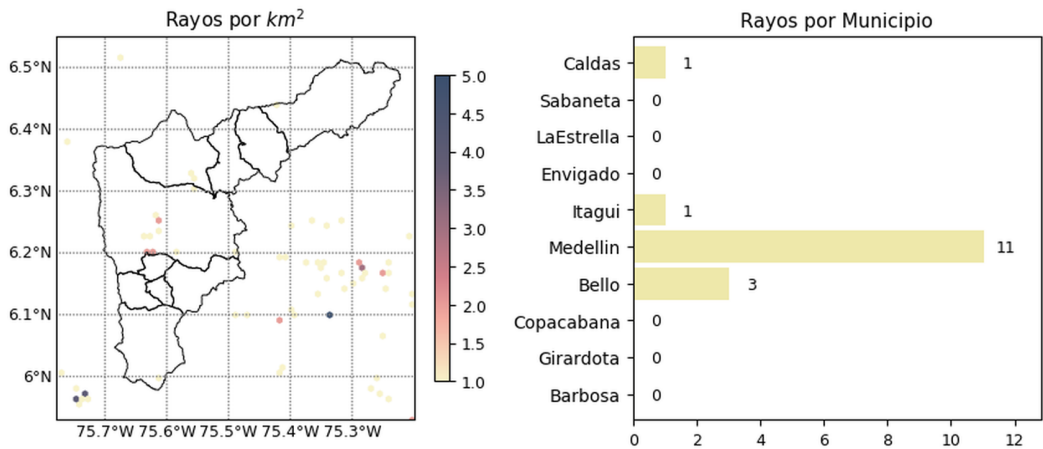 Rayos por km²
6.5°N
6.4°N
6.3°N
6.2°N
6.1°N
6°N
75.7°W 75.6°W 75.5°W 75.4°W 75.3°W
5.0
4.5
4.0
3.5
3.0
2.5
2.0
1.5
1.0
Rayos por Municipio
Caldas 1
Sabaneta 0
LaEstrella 0
Envigado 0
Itagui 1
Medellin 11
Bello 3
Copacabana 0
Girardota 0
Barbosa 0
0 2 4 6 8 10 12